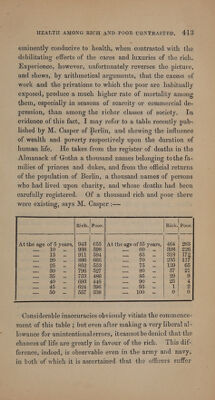 HEALTH AMONG RICH AND POOR CONTRASTED. 413
eminently conducive to health, when contrasted with the
debilitating effects of the cares and luxuries of the rich.
Experience, however, unfortunately reverses the picture,
and shews, by arithmetical arguments, that the excess of
work and the privations to which the poor are habitually
exposed, produce a much higher rate of mortality among
them, especially in seasons of scarcity or commercial de-
pression, than among the richer classes of society. In
evidence of this fact, I may refer to a table recently pub-
lished by M. Casper of Berlin, and shewing the influence
of wealth and poverty respectively upon the duration of
human life. He takes from the register of deaths in the
Almanack of Gotha a thousand names belonging to the fa-
milies of princes and dukes, and from the official returns
of the population of Berlin, a thousand names of persons
who had lived upon charity, and whose deaths had been
carefully registered. Of a thousand rich and poor there
were existing, says M. Casper :—
Rich. Poor. Rich. Poor.
At the age of 5 years, 943 655 At the age of 55 years, 464 283
— 10 — 938 598 — 60 — 398 226
— 15 — 911 584 — 65 — 318 172
— 20 — 886 566 — 70 — 235 117
— 25 — 852 553 — 75 — 139 65
— 30 — 796 527 — 80 — 57 21
— 35 — 753 486 — 85 — 29 9
— 40 — 693 446 — 90 — 15 4
— 45 — 624 396 — 95 — 1 2
— 50 — 557 338 — 100 — 0 0
Considerable inaccuracies obviously vitiate the commence-
ment of this table ; but even after making a very liberal al-
lowance for unintentional errors, it cannot be denied that the
chances of life are greatly in favour of the rich. This dif-
ference, indeed, is observable even in the army and navy,
in both of which it is ascertained that the officers suffer